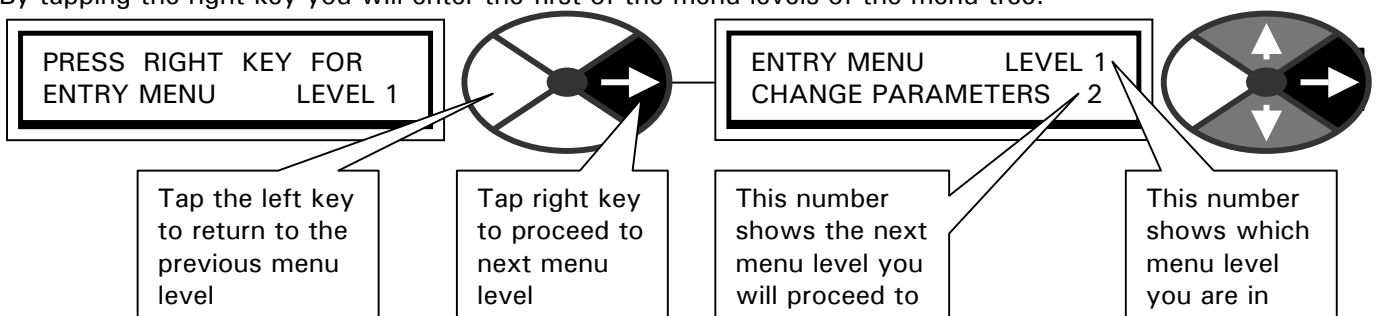 By tapping the right key you will enter the first of the menu levels of the menu tree.
PRESS RIGHT KEY FOR
ENTRY MENU LEVEL 1
ENTRY MENU LEVEL 1
CHANGE PARAMETERS 2
Tap the left key
to return to the
previous menu
level
Tap right key
to proceed to
next menu
level
This number
shows the next
menu level you
will proceed to
This number
shows which
menu level
you are in